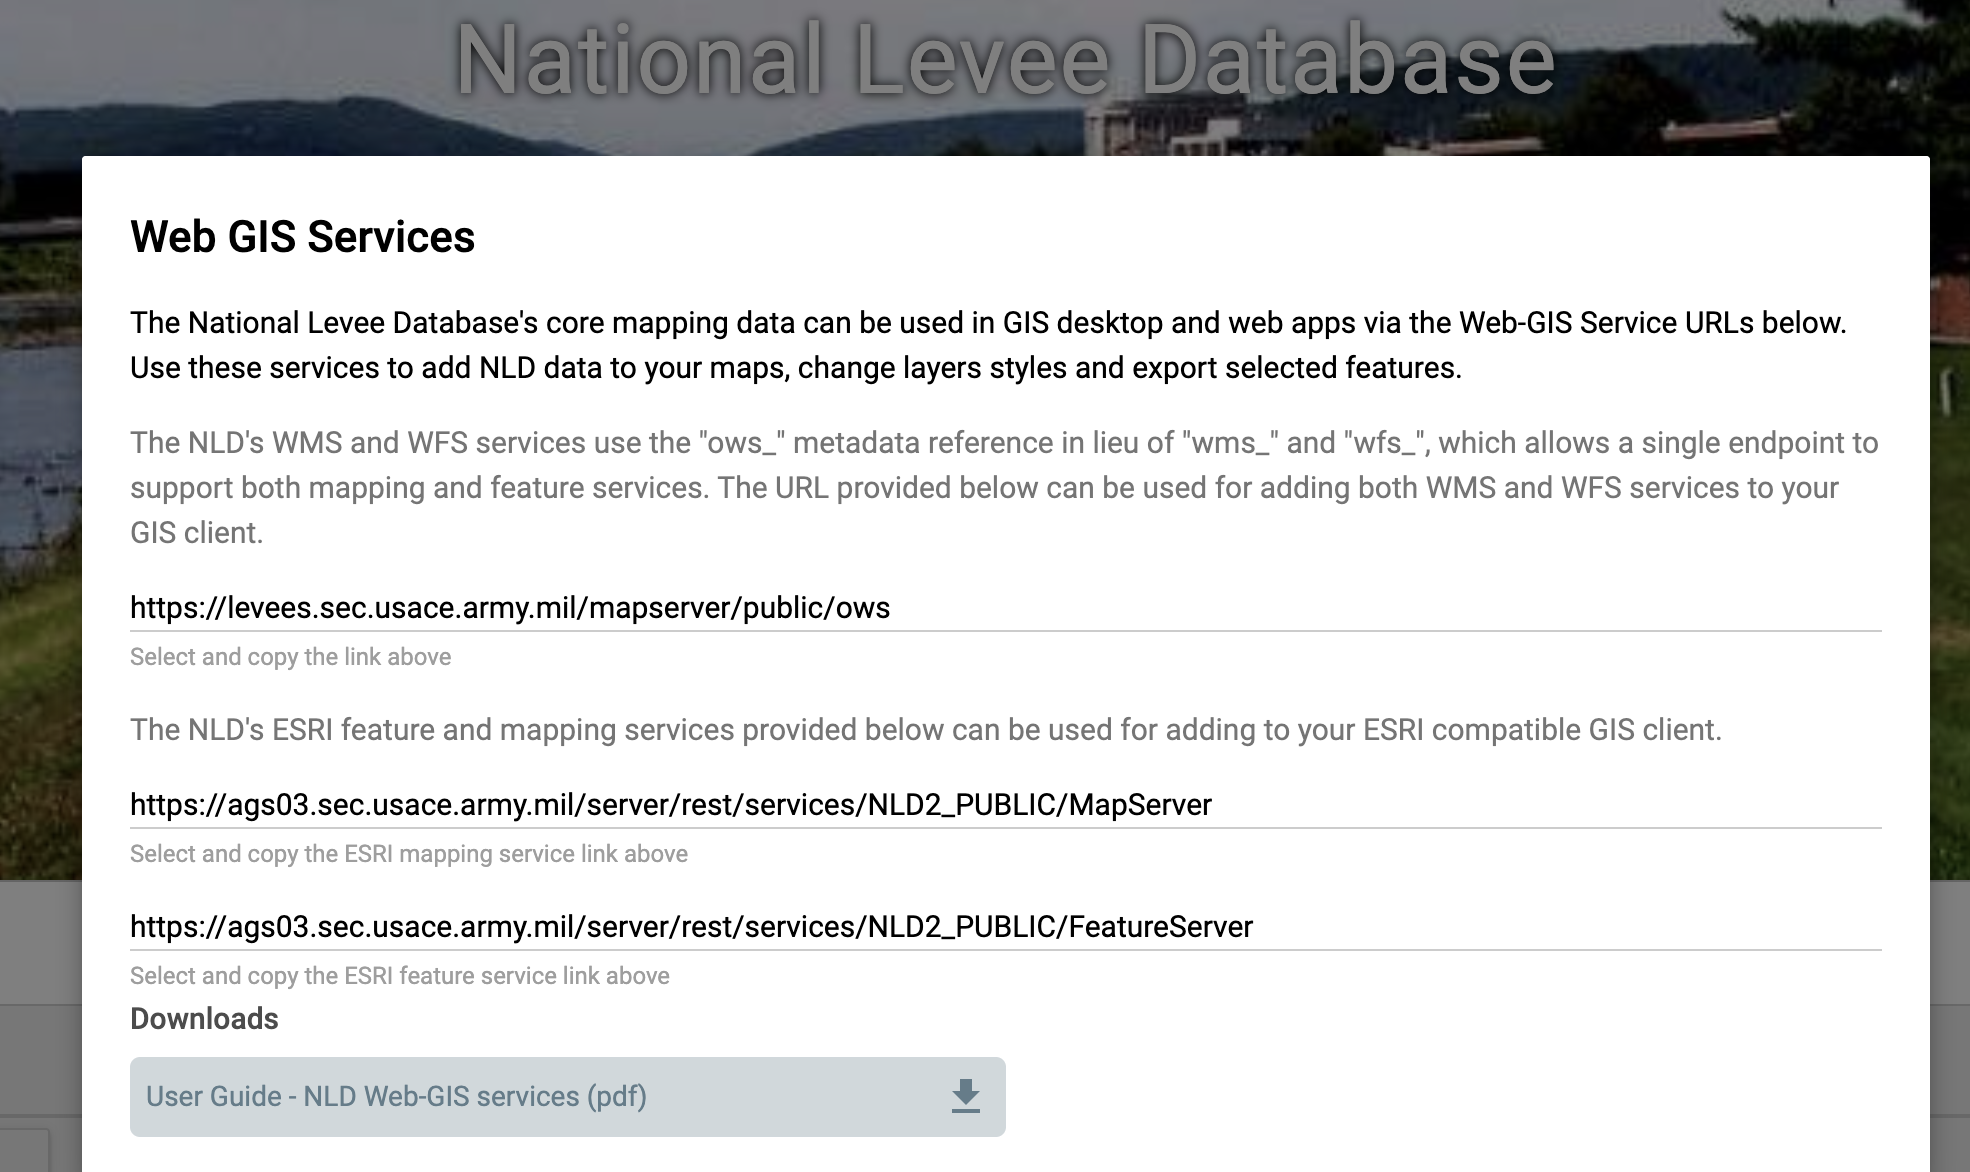 National Levee Database
Web GIS Services
The National Levee Database's core mapping data can be used in GIS desktop and web apps via the Web-GIS Service URLs below.
Use these services to add NLD data to your maps, change layers styles and export selected features.
The NLD's WMS and WFS services use the "ows_" metadata reference in lieu of "wms_" and "wfs_", which allows a single endpoint to
support both mapping and feature services. The URL provided below can be used for adding both WMS and WFS services to your
GIS client.
https://levees.sec.usace.army.mil/mapserver/public/ows
Select and copy the link above
The NLD's ESRI feature and mapping services provided below can be used for adding to your ESRI compatible GIS client.
https://ags03.sec.usace.army.mil/server/rest/services/NLD2_PUBLIC/MapServer
Select and copy the ESRI mapping service link above
https://ags03.sec.usace.army.mil/server/rest/services/NLD2_PUBLIC/FeatureServer
Select and copy the ESRI feature service link above
Downloads
User Guide - NLD Web-GIS services (pdf)